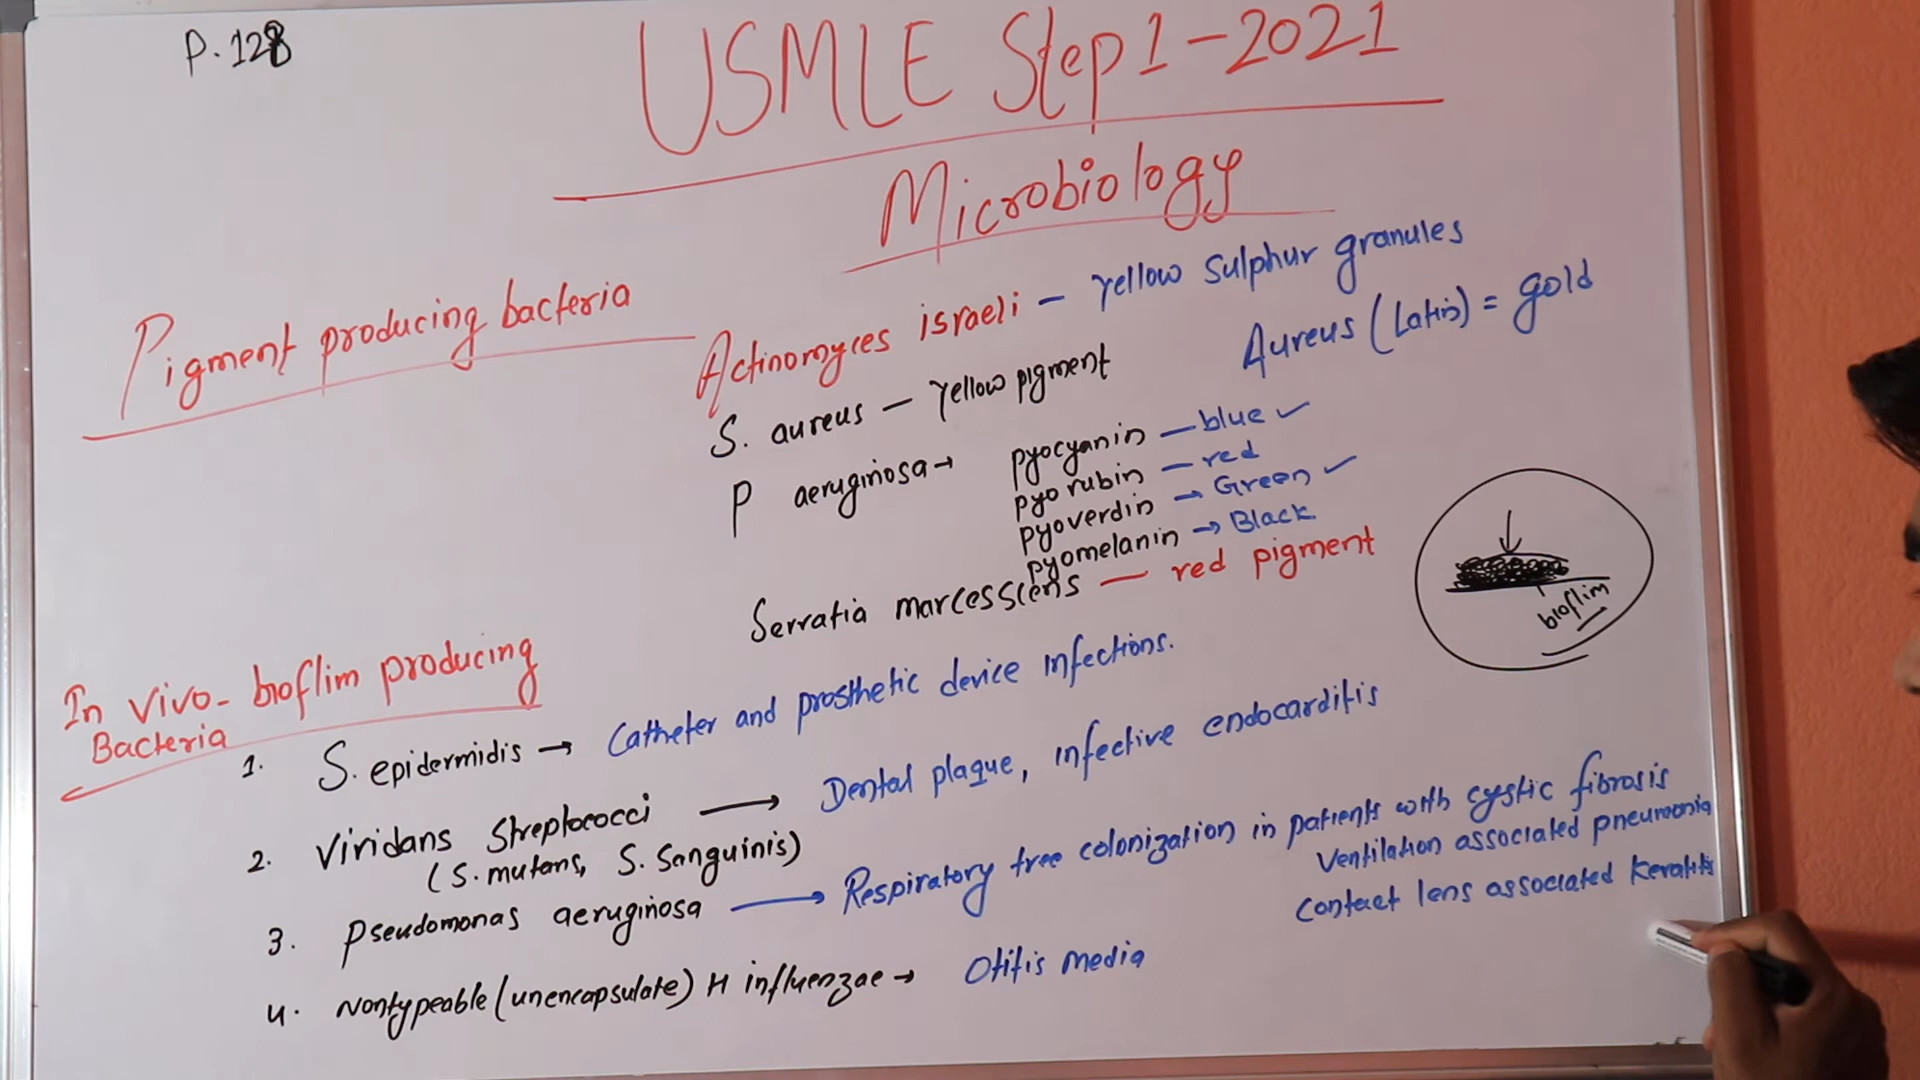 P.128
USMLE Step 1-2021
Microbiology
Pigment producing bacteria
Actinomyces israeli - yellow sulphur granules
S. aureus - yellow pigment
Aureus (Latin) = gold
P aeruginosa → pyocyanin - blue ✓
pyorubin - red
pyoverdin → Green ✓
pyomelanin → Black
Serratia marcesscens - red pigment
bioflim
In vivo- bioflim producing
Bacteria
1. S. epidermidis → Catheter and prosthetic device infections.
2. Viridans Streptococci → Dental plaque, infective endocarditis
(S. mutans, S. Sanguinis)
3. Pseudomonas aeruginosa → Respiratory tree colonization in patients with cystic fibrosis
Ventilation associated pneumonia
Contact lens associated Keratitis
4. Nontypeable (unencapsulate) H influenzae → Otitis media